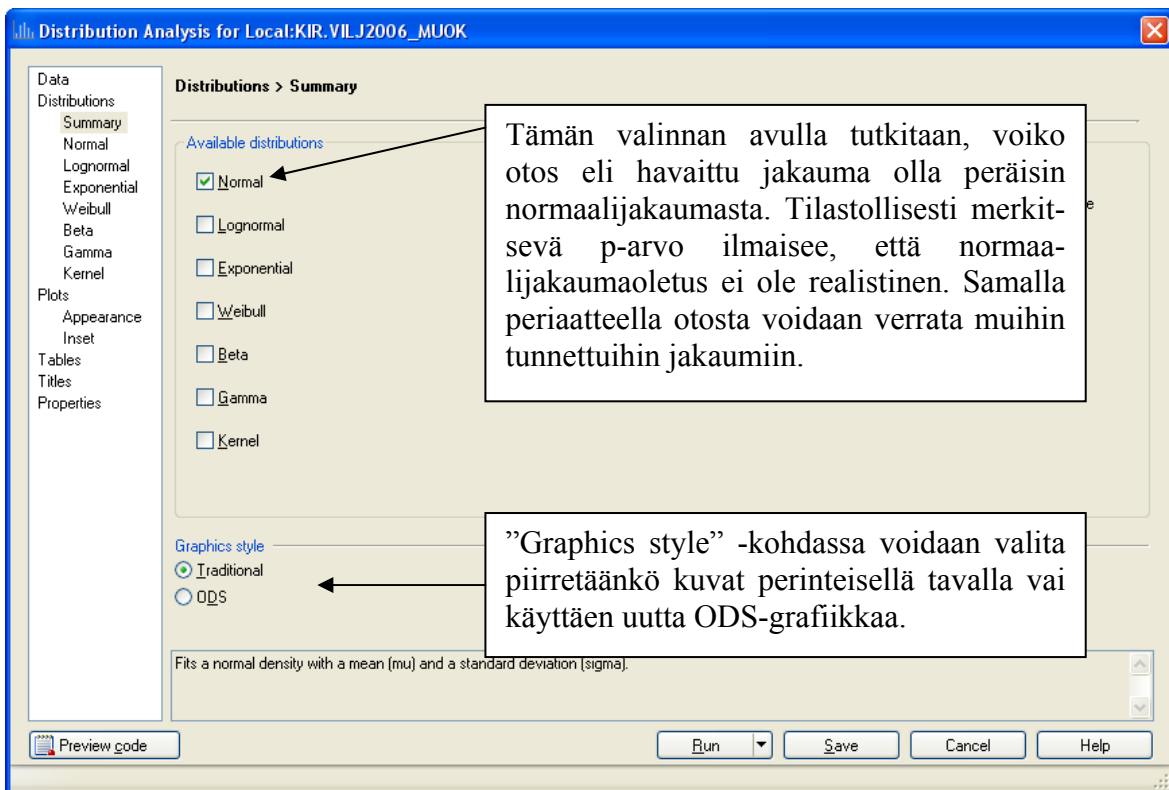 Distribution Analysis for Local:KIR.VILJ2006_MUOK
Data
Distributions
Summary
Normal
Lognormal
Exponential
Weibull
Beta
Gamma
Kernel
Plots
Appearance
Inset
Tables
Titles
Properties
Distributions > Summary
Available distributions
Normal
Lognormal
Exponential
Weibull
Beta
Gamma
Kernel
Tämän valinnan avulla tutkitaan, voiko
otos eli havaittu jakauma olla peräisin
normaalijakaumasta. Tilastollisesti merkit-
sevä p-arvo ilmaisee, että normaa-
lijakaumaoletus ei ole realistinen. Samalla
periaatteella otosta voidaan verrata muihin
tunnettuihin jakaumiin.
Graphics style
Traditional
ODS
”Graphics style” -kohdassa voidaan valita
piirretäänkö kuvat perinteisellä tavalla vai
käyttäen uutta ODS-grafiikkaa.
Fits a normal density with a mean (mu) and a standard deviation (sigma).
Preview code
Run
Save
Cancel
Help